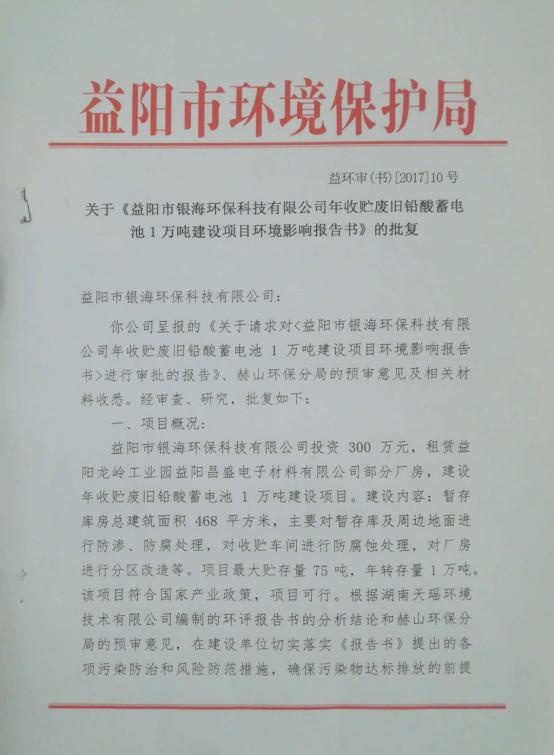 益阳市环境保护局
益环审(书)[2017]10号
关于《益阳市银海环保科技有限公司年收贮废旧铅酸蓄电
池1万吨建设项目环境影响报告书》的批复
益阳市银海环保科技有限公司：
你公司呈报的《关于请求对<益阳市银海环保科技有限
公司年收贮废旧铅酸蓄电池 1 万吨建设项目环境影响报告
书>进行审批的报告》、赫山环保分局的预审意见及相关材
料收悉。经审查、研究，批复如下：
一、项目概况：
益阳市银海环保科技有限公司投资 300 万元，租赁益
阳龙岭工业园益阳昌盛电子材料有限公司部分厂房，建设
年收贮废旧铅酸蓄电池 1 万吨建设项目。建设内容：暂存
库房总建筑面积 468 平方米，主要对暂存库及周边地面进
行防渗、防腐处理，对收贮车间进行防腐蚀处理，对厂房
进行分区改造等。项目最大贮存量 75 吨，年转存量 1 万吨。
该项目符合国家产业政策，项目可行。根据湖南天瑶环境
技术有限公司编制的环评报告书的分析结论和赫山环保分
局的预审意见，在建设单位切实落实《报告书》提出的各
项污染防治和风险防范措施，确保污染物达标排放的前提